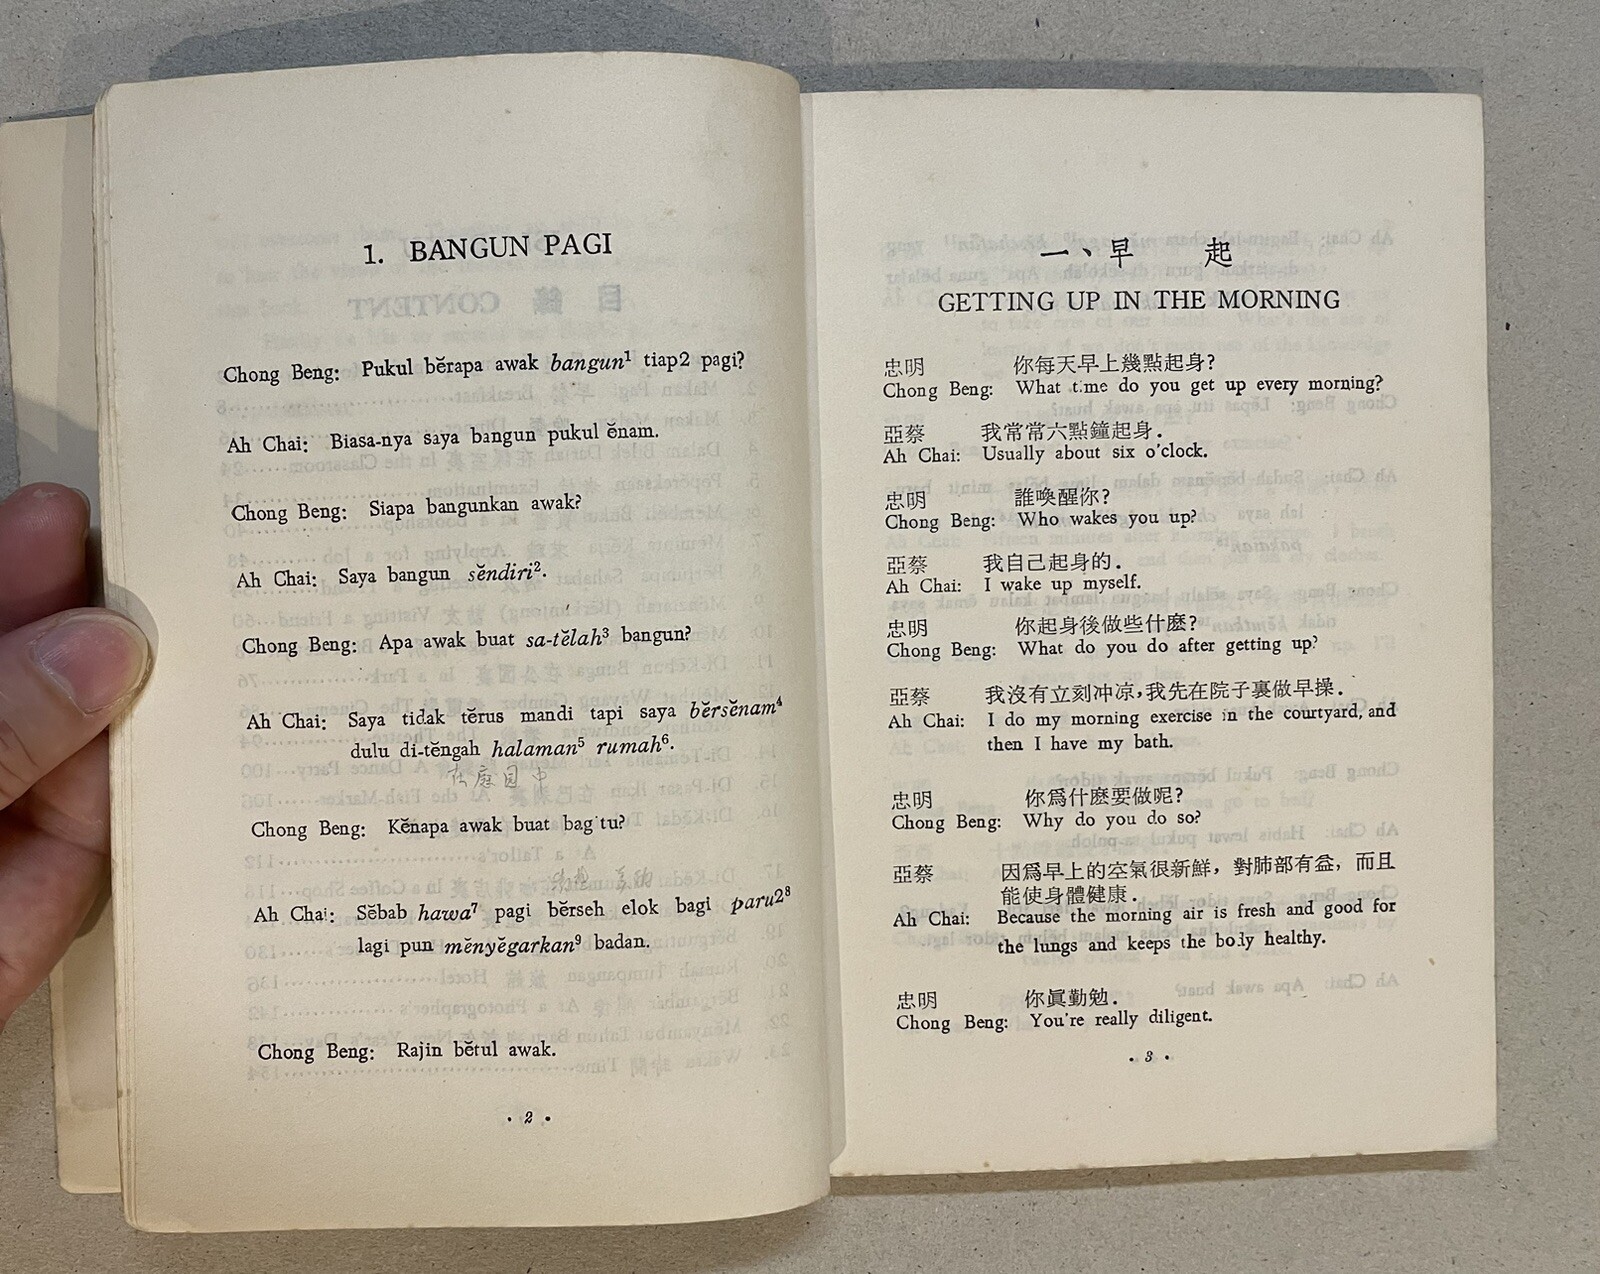 1. BANGUN PAGI
Chong Beng: Pukul bĕrapa awak bangun¹ tiap2 pagi?
Ah Chai: Biasa-nya saya bangun pukul ĕnam.
Chong Beng: Siapa bangunkan awak?
Ah Chai: Saya bangun sĕndiri².
Chong Beng: Apa awak buat sa-tĕlah³ bangun?
Ah Chai: Saya tidak tĕrus mandi tapi saya bĕrsĕnam⁴
dulu di-tĕngah halaman⁵ rumah⁶.
在庭园中
Chong Beng: Kĕnapa awak buat bagitu?
Ah Chai: Sĕbab hawa⁷ pagi bĕrseh elok bagi paru2⁸
lagi pun mĕnyĕgarkan⁹ badan.
Chong Beng: Rajin bĕtul awak.
• 2 •
一、早 起
GETTING UP IN THE MORNING
忠明 你每天早上幾點起身?
Chong Beng: What time do you get up every morning?
亞蔡 我常常六點鐘起身.
Ah Chai: Usually about six o'clock.
忠明 誰喚醒你?
Chong Beng: Who wakes you up?
亞蔡 我自己起身的.
Ah Chai: I wake up myself.
忠明 你起身後做些什麽?
Chong Beng: What do you do after getting up?
亞蔡 我沒有立刻冲凉,我先在院子裏做早操.
Ah Chai: I do my morning exercise in the courtyard, and
then I have my bath.
忠明 你爲什麽要做呢?
Chong Beng: Why do you do so?
亞蔡 因爲早上的空氣很新鮮，對肺部有益，而且
能使身體健康.
Ah Chai: Because the morning air is fresh and good for
the lungs and keeps the body healthy.
忠明 你眞勤勉.
Chong Beng: You're really diligent.
• 3 •